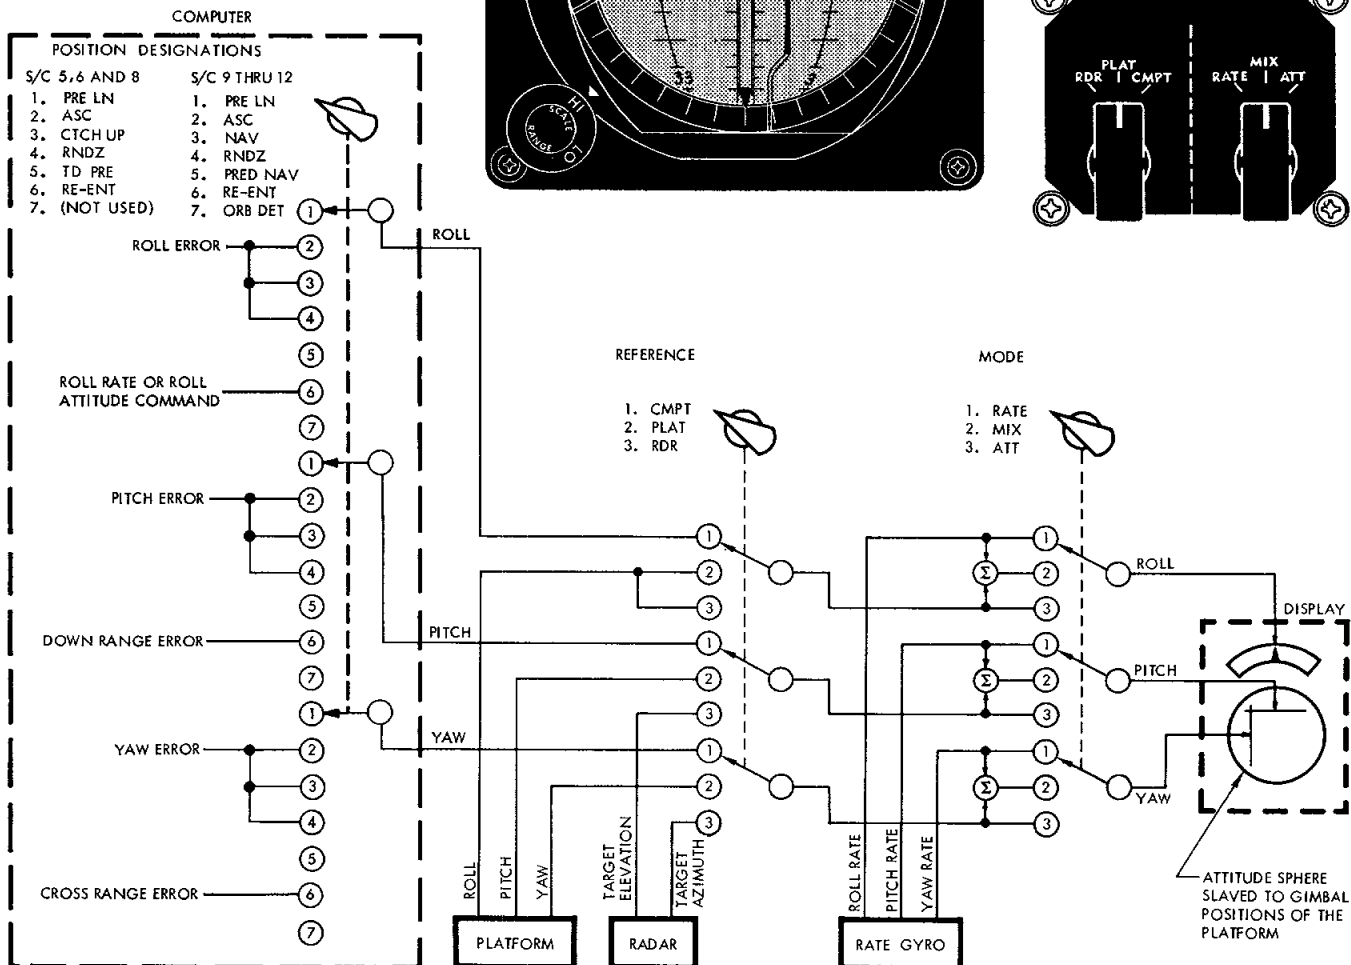 COMPUTER
POSITION DESIGNATIONS
S/C 5,6 AND 8
1. PRE LN
2. ASC
3. CTCH UP
4. RNDZ
5. TD PRE
6. RE-ENT
7. (NOT USED)
S/C 9 THRU 12
1. PRE LN
2. ASC
3. NAV
4. RNDZ
5. PRED NAV
6. RE-ENT
7. ORB DET
33
3
HI
SCALE
RANGE
LO
PLAT
RDR | CMPT
MIX
RATE | ATT
1
ROLL ERROR
2
3
4
5
ROLL RATE OR ROLL
ATTITUDE COMMAND
6
7
1
PITCH ERROR
2
3
4
5
DOWN RANGE ERROR
6
7
1
YAW ERROR
2
3
4
5
CROSS RANGE ERROR
6
7
ROLL
PITCH
YAW
REFERENCE
1. CMPT
2. PLAT
3. RDR
1
2
3
1
2
3
1
2
3
ROLL
PITCH
YAW
PLATFORM
TARGET
ELEVATION
TARGET
AZIMUTH
RADAR
MODE
1. RATE
2. MIX
3. ATT
1
Σ
2
3
1
Σ
2
3
1
Σ
2
3
ROLL RATE
PITCH RATE
YAW RATE
RATE GYRO
ROLL
PITCH
YAW
DISPLAY
ATTITUDE SPHERE
SLAVED TO GIMBAL
POSITIONS OF THE
PLATFORM